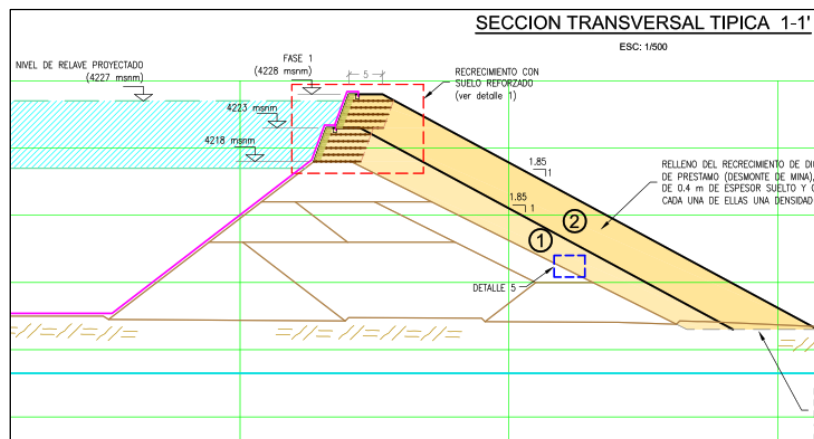 SECCION TRANSVERSAL TIPICA 1-1'
ESC: 1/500
NIVEL DE RELAVE PROYECTADO
(4227 msnm)
FASE 1
(4228 msnm)
5
RECRECIMIENTO CON
SUELO REFORZADO
(ver detalle 1)
4223 msnm
4218 msnm
1.85
1
RELLENO DEL RECRECIMIENTO DE DI
DE PRESTAMO (DESMONTE DE MINA),
DE 0.4 m DE ESPESOR SUELTO Y
CADA UNA DE ELLAS UNA DENSIDAD
1.85
1
2
1
DETALLE 5